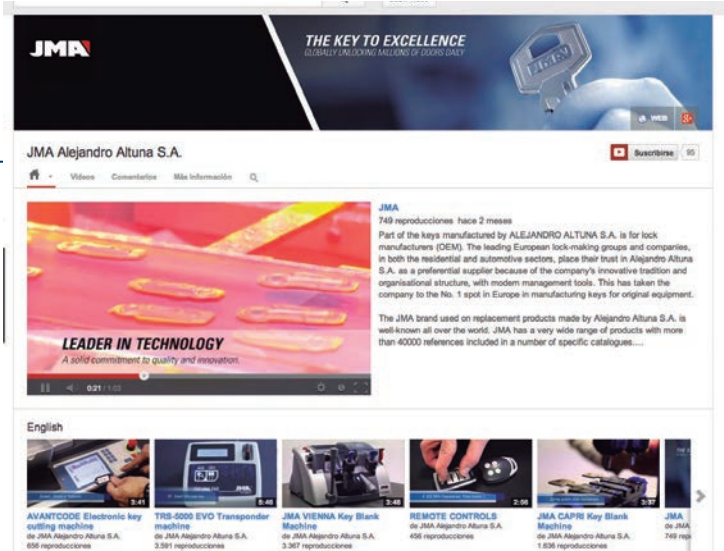 JMA
THE KEY TO EXCELLENCE
GLOBALLY UNLOCKING MILLIONS OF DOORS DAILY
WEB
JMA Alejandro Altuna S.A.
Suscribirse 95
Videos Comentarios Más información
JMA
749 reproducciones hace 2 meses
Part of the keys manufactured by ALEJANDRO ALTUNA S.A. is for lock
manufacturers (OEM). The leading European lock-making groups and companies,
in both the residential and automotive sectors, place their trust in Alejandro Altuna
S.A. as a preferential supplier because of the company's innovative tradition and
organisational structure, with modern management tools. This has taken the
company to the No. 1 spot in Europe in manufacturing keys for original equipment.
The JMA brand used on replacement products made by Alejandro Altuna S.A. is
well-known all over the world. JMA has a very wide range of products with more
than 40000 references included in a number of specific catalogues....
LEADER IN TECHNOLOGY
A solid commitment to quality and innovation.
0:21 / 1:03
English
3:41 5:46 3:46 2:56 3:37
AVANTCODE Electronic key
cutting machine
de JMA Alejandro Altuna S.A.
656 reproducciones
TRS-5000 EVO Transponder
machine
de JMA Alejandro Altuna S.A.
3.591 reproducciones
JMA VIENNA Key Blank
Machine
de JMA Alejandro Altuna S.A.
3.367 reproducciones
REMOTE CONTROLS
de JMA Alejandro Altuna S.A.
456 reproducciones
JMA CAPRI Key Blank
Machine
de JMA Alejandro Altuna S.A.
1.836 reproducciones
JMA
de JMA
749 rep